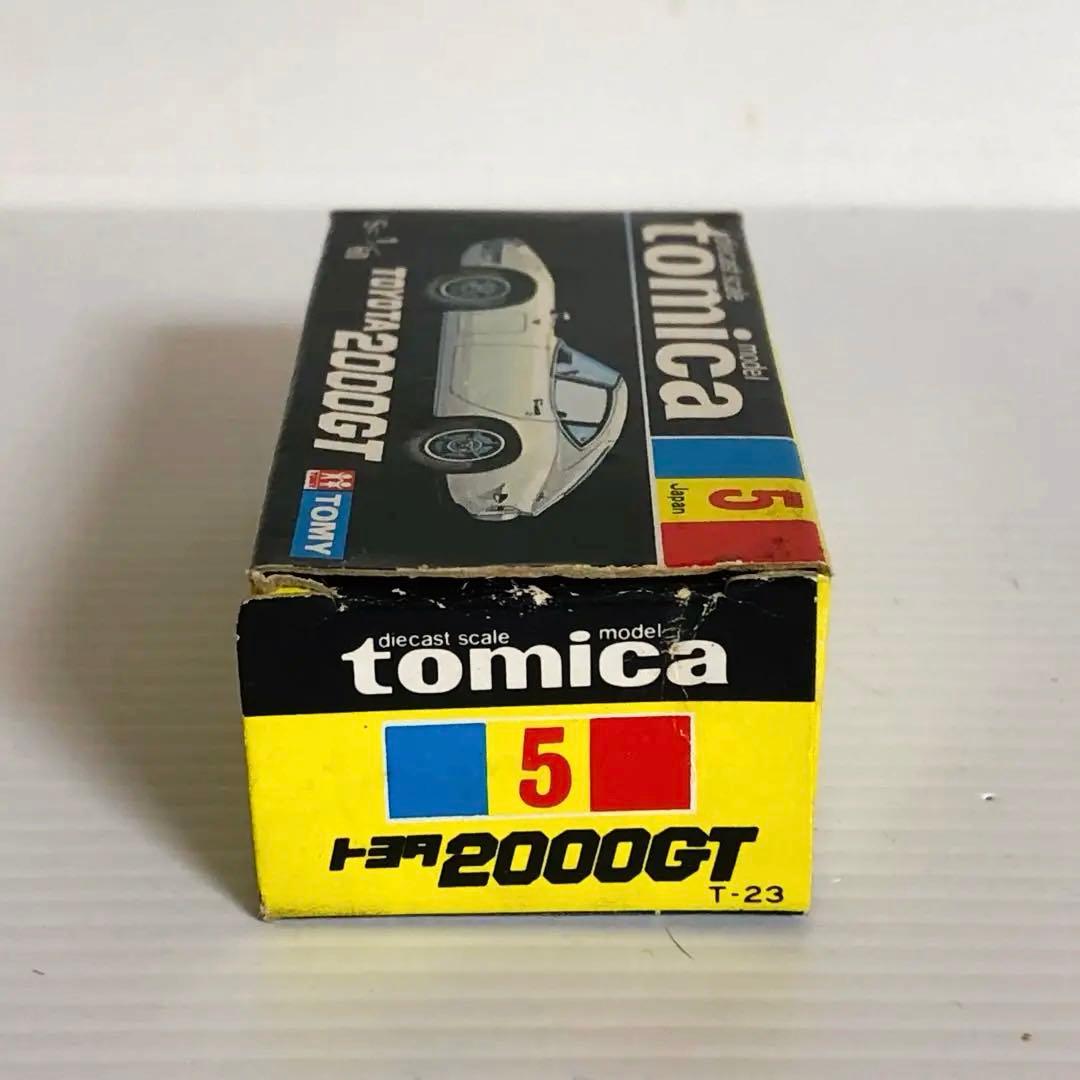 diecast scale model
tomica
5
Japan
S=1/60
TOYOTA 2000GT
TOMY
TOMY
diecast scale model
tomica
5
トヨタ2000GT
T-23